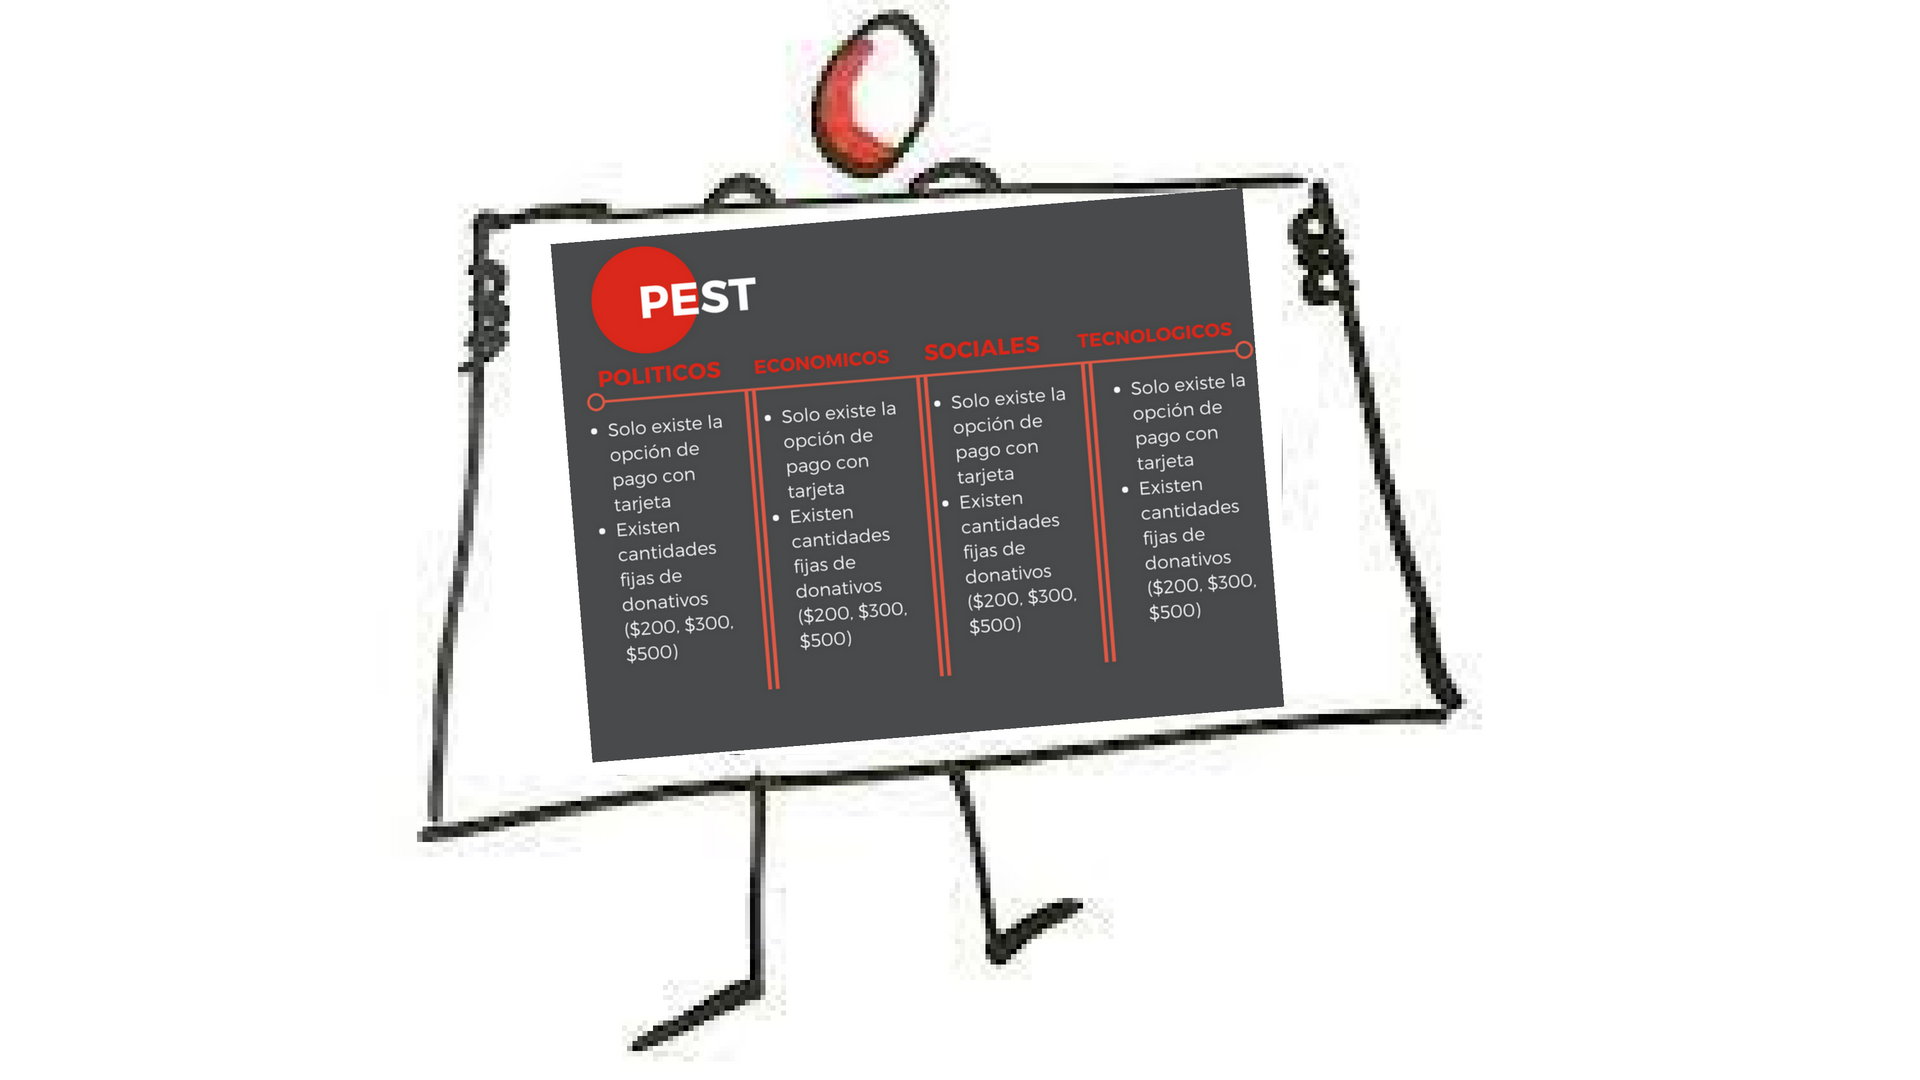 PEST
POLITICOS
ECONOMICOS
SOCIALES
TECNOLOGICOS
• Solo existe la
opción de
pago con
tarjeta
• Existen
cantidades
fijas de
donativos
($200, $300,
$500)
• Solo existe la
opción de
pago con
tarjeta
• Existen
cantidades
fijas de
donativos
($200, $300,
$500)
• Solo existe la
opción de
pago con
tarjeta
• Existen
cantidades
fijas de
donativos
($200, $300,
$500)
• Solo existe la
opción de
pago con
tarjeta
• Existen
cantidades
fijas de
donativos
($200, $300,
$500)